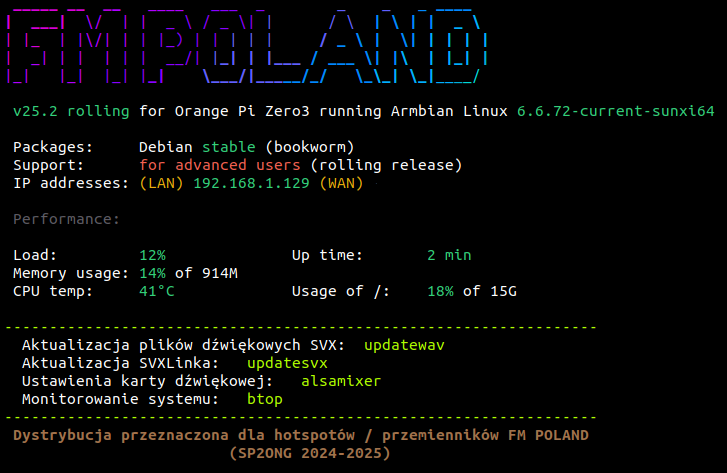 FM POLAND
v25.2 rolling for Orange Pi Zero3 running Armbian Linux 6.6.72-current-sunxi64
Packages: Debian stable (bookworm)
Support: for advanced users (rolling release)
IP addresses: (LAN) 192.168.1.129 (WAN)
Performance:
Load: 12% Up time: 2 min
Memory usage: 14% of 914M
CPU temp: 41°C Usage of /: 18% of 15G
Aktualizacja plików dźwiękowych SVX: updatewav
Aktualizacja SVXLinka: updatesvx
Ustawienia karty dźwiękowej: alsamixer
Monitorowanie systemu: btop
Dystrybucja przeznaczona dla hotspotów / przemienników FM POLAND
(SP2ONG 2024-2025)